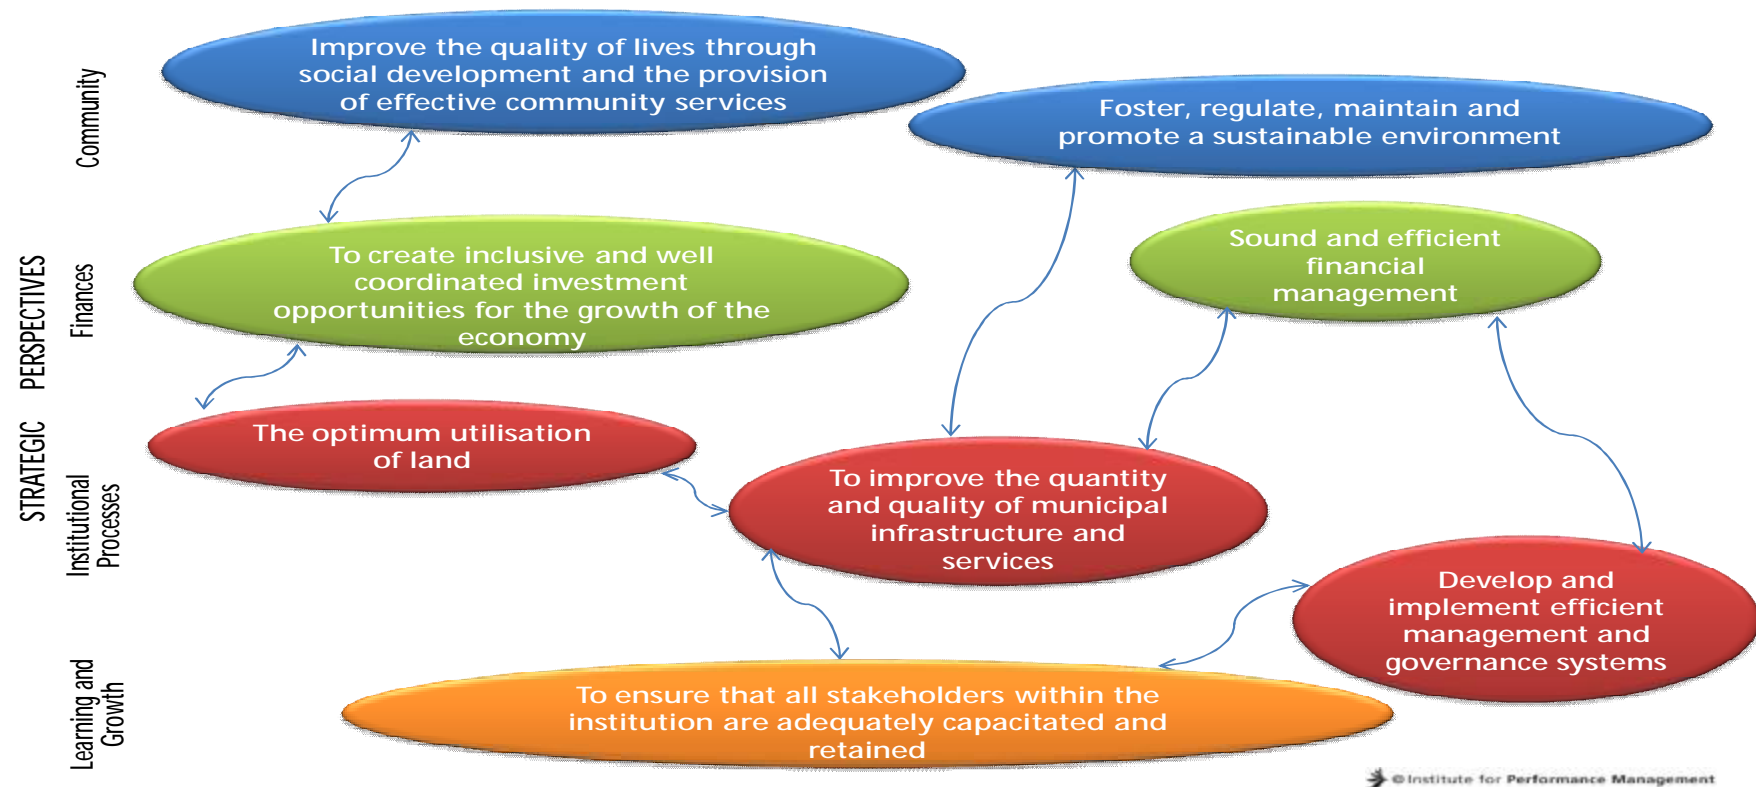 Community
Improve the quality of lives through
social development and the provision
of effective community services
Foster, regulate, maintain and
promote a sustainable environment
STRATEGIC PERSPECTIVES
Finances
To create inclusive and well
coordinated investment
opportunities for the growth of the
economy
Sound and efficient
financial
management
Institutional
Processes
The optimum utilisation
of land
To improve the quantity
and quality of municipal
infrastructure and
services
Develop and
implement efficient
management and
governance systems
Learning and
Growth
To ensure that all stakeholders within the
institution are adequately capacitated and
retained
© Institute for Performance Management